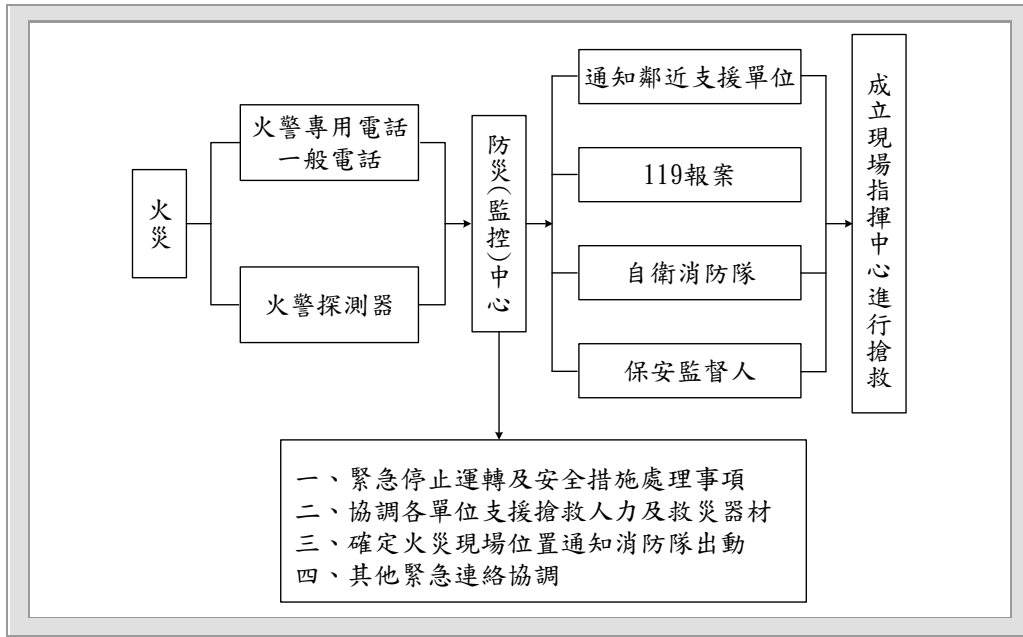 火災
火警專用電話
一般電話
火警探測器
防災(監控)中心
通知鄰近支援單位
119報案
自衛消防隊
保安監督人
成立現場指揮中心進行搶救
一、緊急停止運轉及安全措施處理事項
二、協調各單位支援搶救人力及救災器材
三、確定火災現場位置通知消防隊出動
四、其他緊急連絡協調